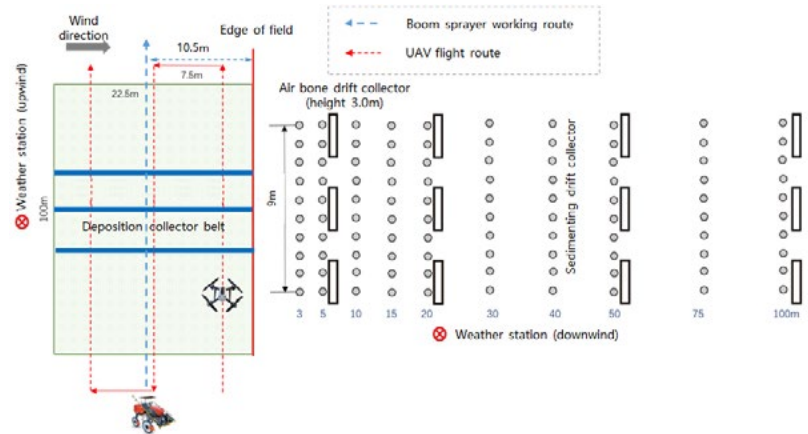 Wind
direction
Edge of field
10.5m
7.5m
22.5m
Boom sprayer working route
UAV flight route
Air bone drift collector
(height 3.0m)
Weather station (upwind)
100m
Deposition collector belt
9m
Sedimenting drift collector
3 5 10 15 20 30 40 50 75 100m
Weather station (downwind)